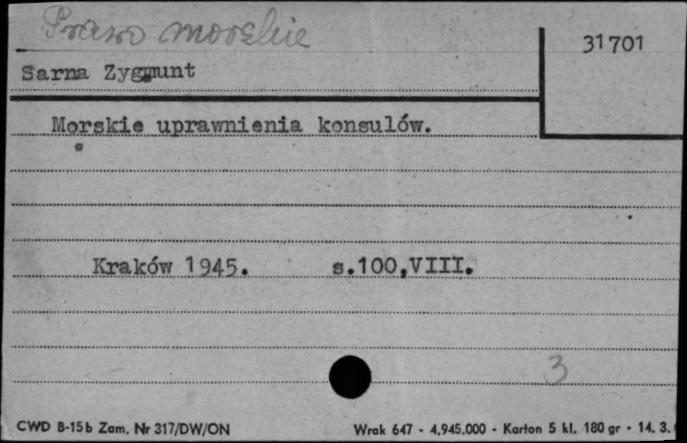 Prawo morskie
31701
Sarna Zygmunt
Morskie uprawnienia konsulów.
Kraków 1945. s.100,VIII.
3
CWD B-15b Zam. Nr 317/DW/ON Wrak 647 - 4,945.000 - Karton 5 kl. 180 gr - 14. 3.